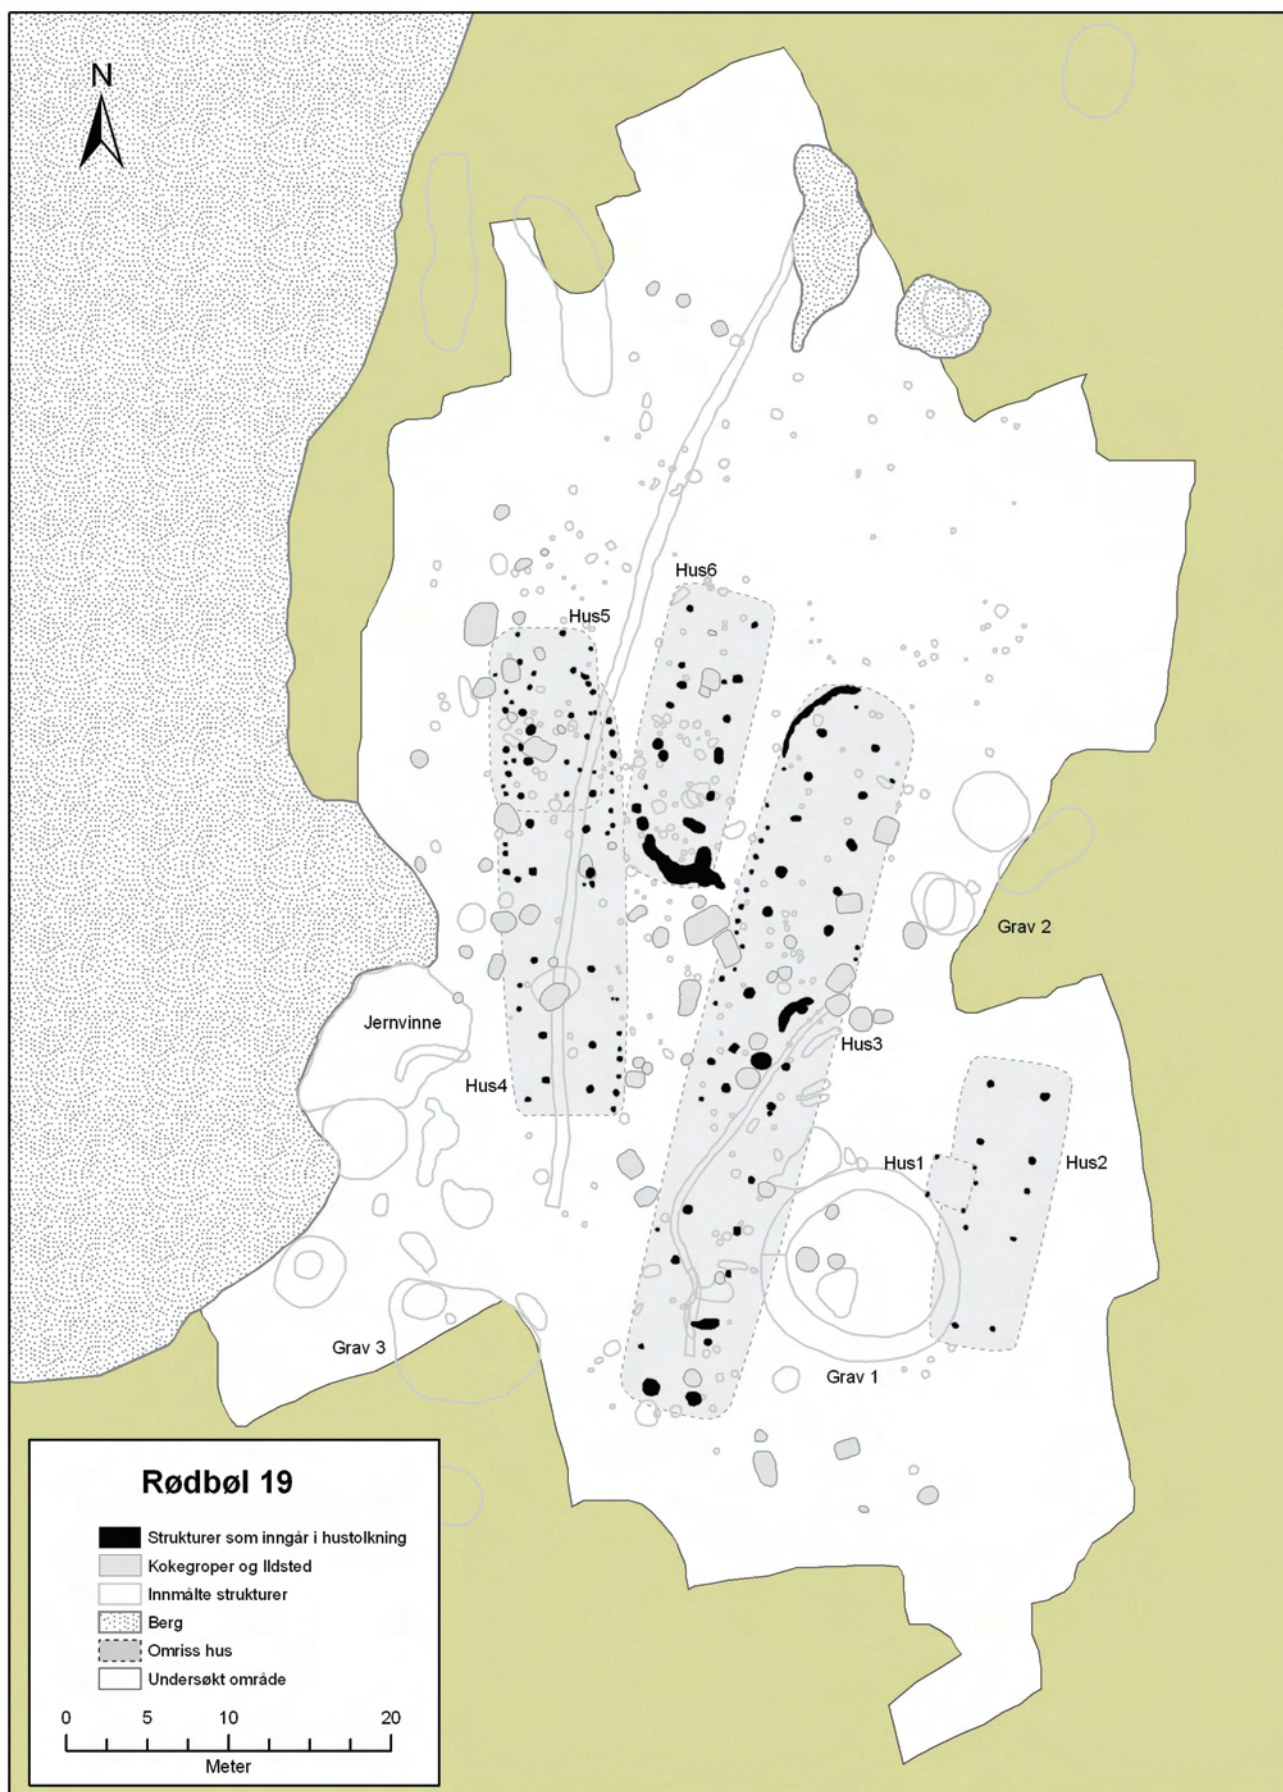 N
Hus6
Hus5
Grav 2
Jernvinne
Hus3
Hus4
Hus1
Hus2
Grav 3
Grav 1
Rødbøl 19
Strukturer som inngår i hustolkning
Kokegroper og Ildsted
Innmålte strukturer
Berg
Omriss hus
Undersøkt område
0 5 10 20
Meter